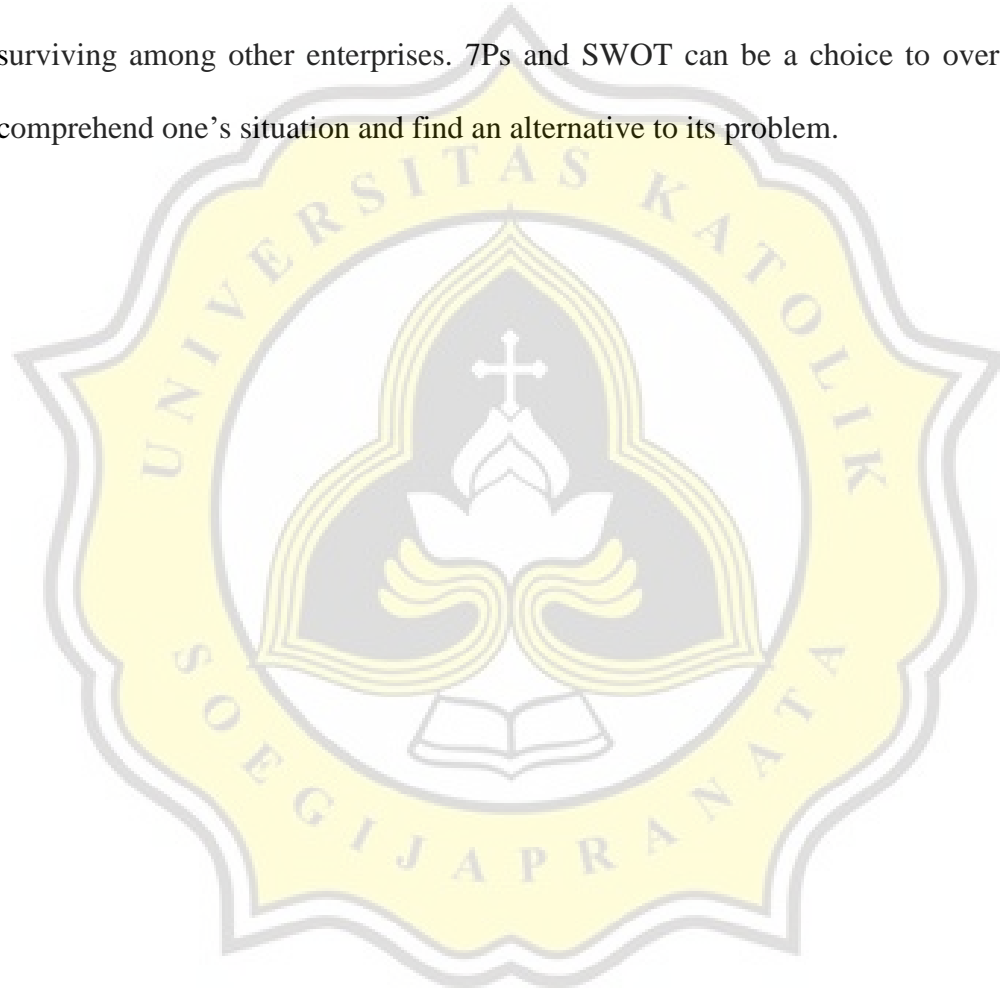 surviving among other enterprises. 7Ps and SWOT can be a choice to over
comprehend one’s situation and find an alternative to its problem.
UNIVERSITAS KATOLIK
SOEGIJAPRANATA